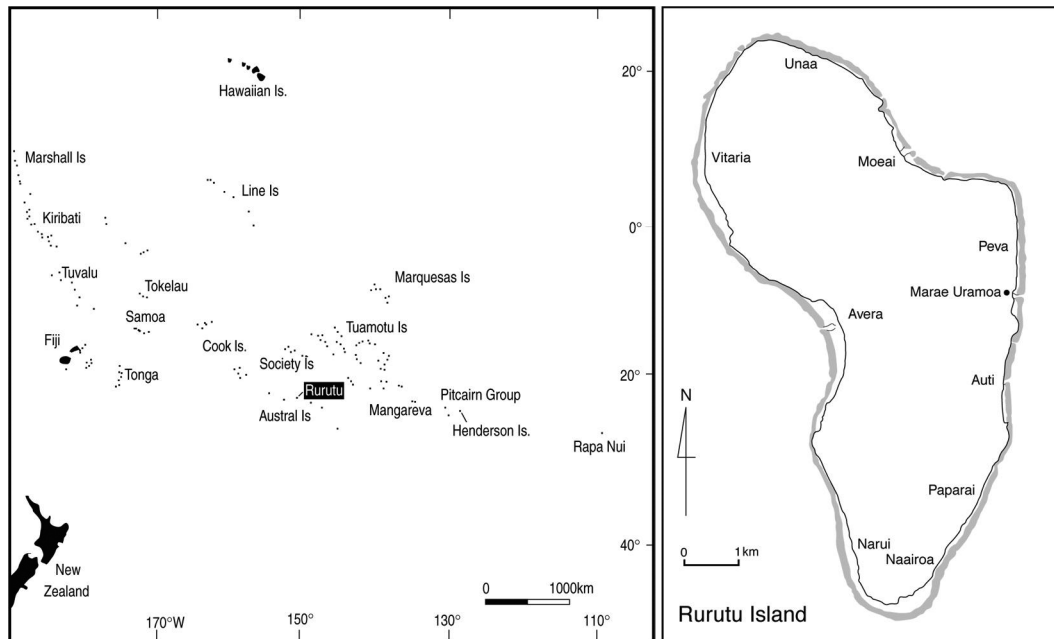 Hawaiian Is.
Marshall Is
Line Is
Kiribati
Tuvalu
Tokelau
Marquesas Is
Samoa
Fiji
Tuamotu Is
Cook Is.
Society Is
Tonga
Rurutu
Austral Is
Mangareva
Pitcairn Group
Henderson Is.
Rapa Nui
New
Zealand
20°
0°
20°
40°
0 1000km
170°W
150°
130°
110°
Unaa
Vitaria
Moeai
Peva
Marae Uramoa
Avera
Auti
N
Paparai
Narui
Naairoa
0 1km
Rurutu Island